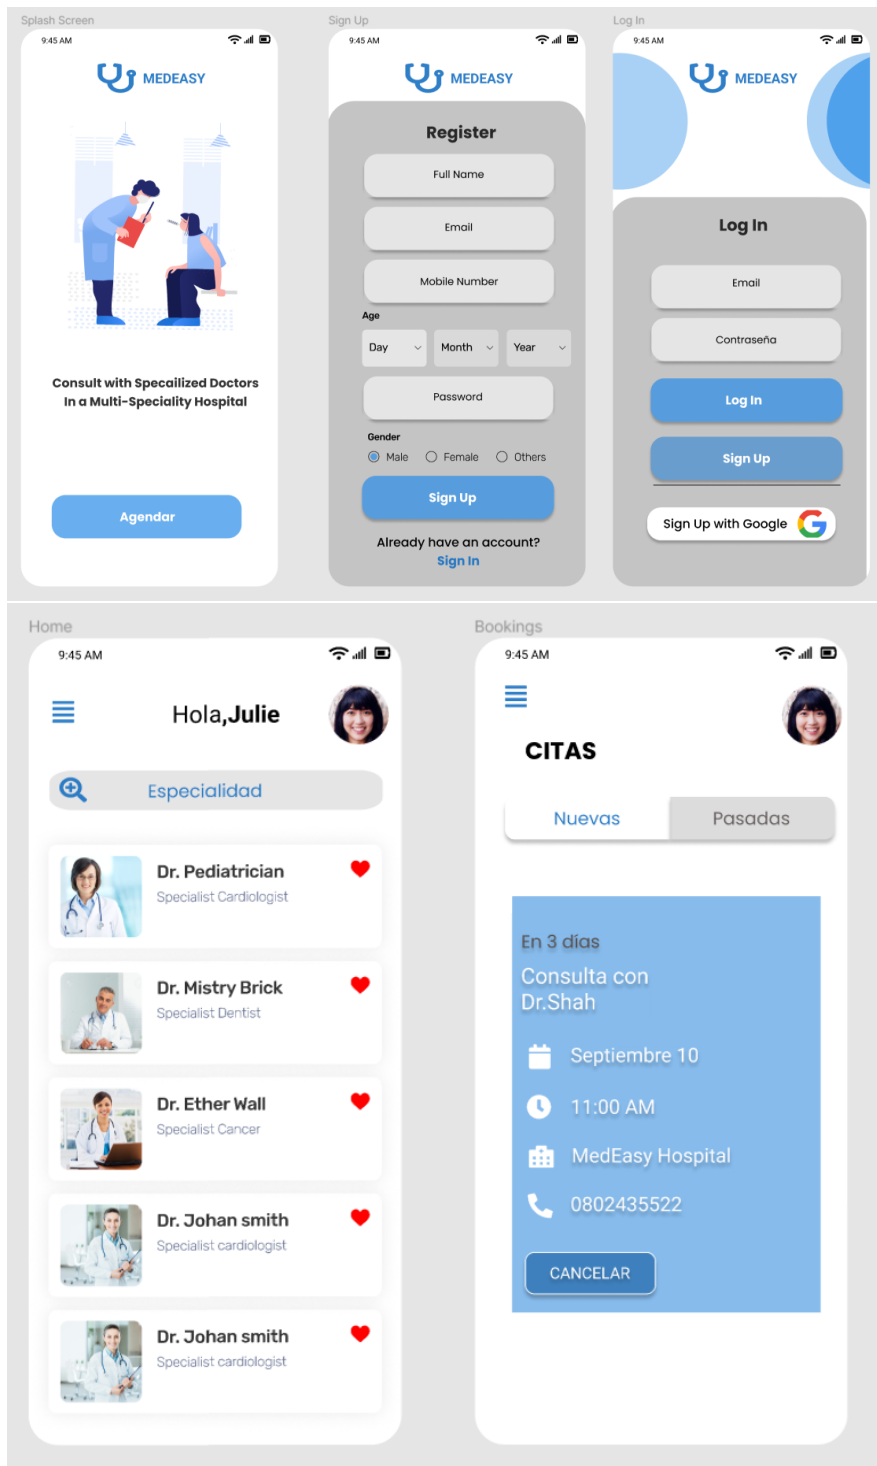 Splash Screen
9:45 AM
MEDEASY
Consult with Specailized Doctors
In a Multi-Speciality Hospital
Agendar
Sign Up
9:45 AM
MEDEASY
Register
Full Name
Email
Mobile Number
Age
Day
Month
Year
Password
Gender
Male
Female
Others
Sign Up
Already have an account?
Sign In
Log In
9:45 AM
MEDEASY
Log In
Email
Contraseña
Log In
Sign Up
Sign Up with Google
Home
9:45 AM
Hola,Julie
Especialidad
Dr. Pediatrician
Specialist Cardiologist
Dr. Mistry Brick
Specialist Dentist
Dr. Ether Wall
Specialist Cancer
Dr. Johan smith
Specialist cardiologist
Dr. Johan smith
Specialist cardiologist
Bookings
9:45 AM
CITAS
Nuevas
Pasadas
En 3 días
Consulta con
Dr.Shah
Septiembre 10
11:00 AM
MedEasy Hospital
0802435522
CANCELAR